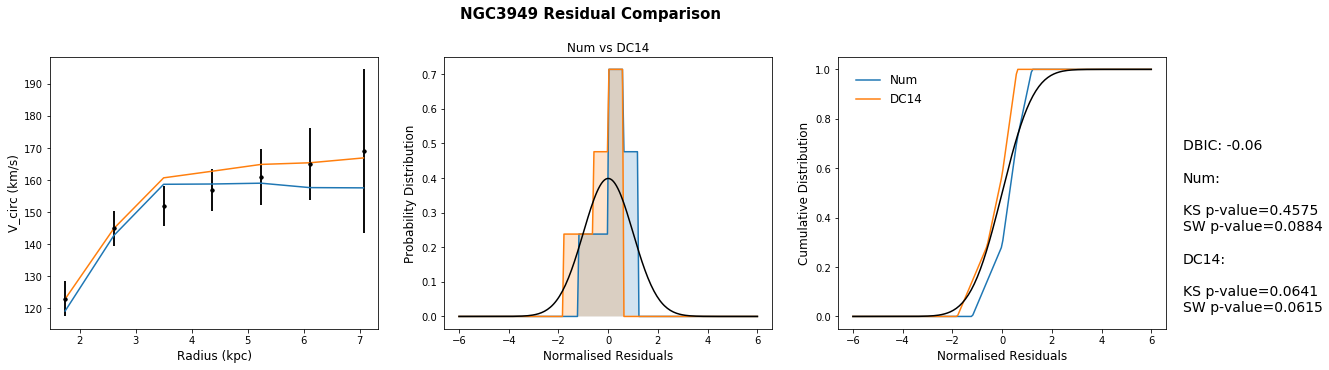 NGC3949 Residual Comparison
V_circ (km/s)
190
180
170
160
150
140
130
120
2 3 4 5 6 7
Radius (kpc)
Num vs DC14
Probability Distribution
0.7
0.6
0.5
0.4
0.3
0.2
0.1
0.0
−6 −4 −2 0 2 4 6
Normalised Residuals
Cumulative Distribution
1.0
0.8
0.6
0.4
0.2
0.0
Num
DC14
−6 −4 −2 0 2 4 6
Normalised Residuals
DBIC: -0.06
Num:
KS p-value=0.4575
SW p-value=0.0884
DC14:
KS p-value=0.0641
SW p-value=0.0615